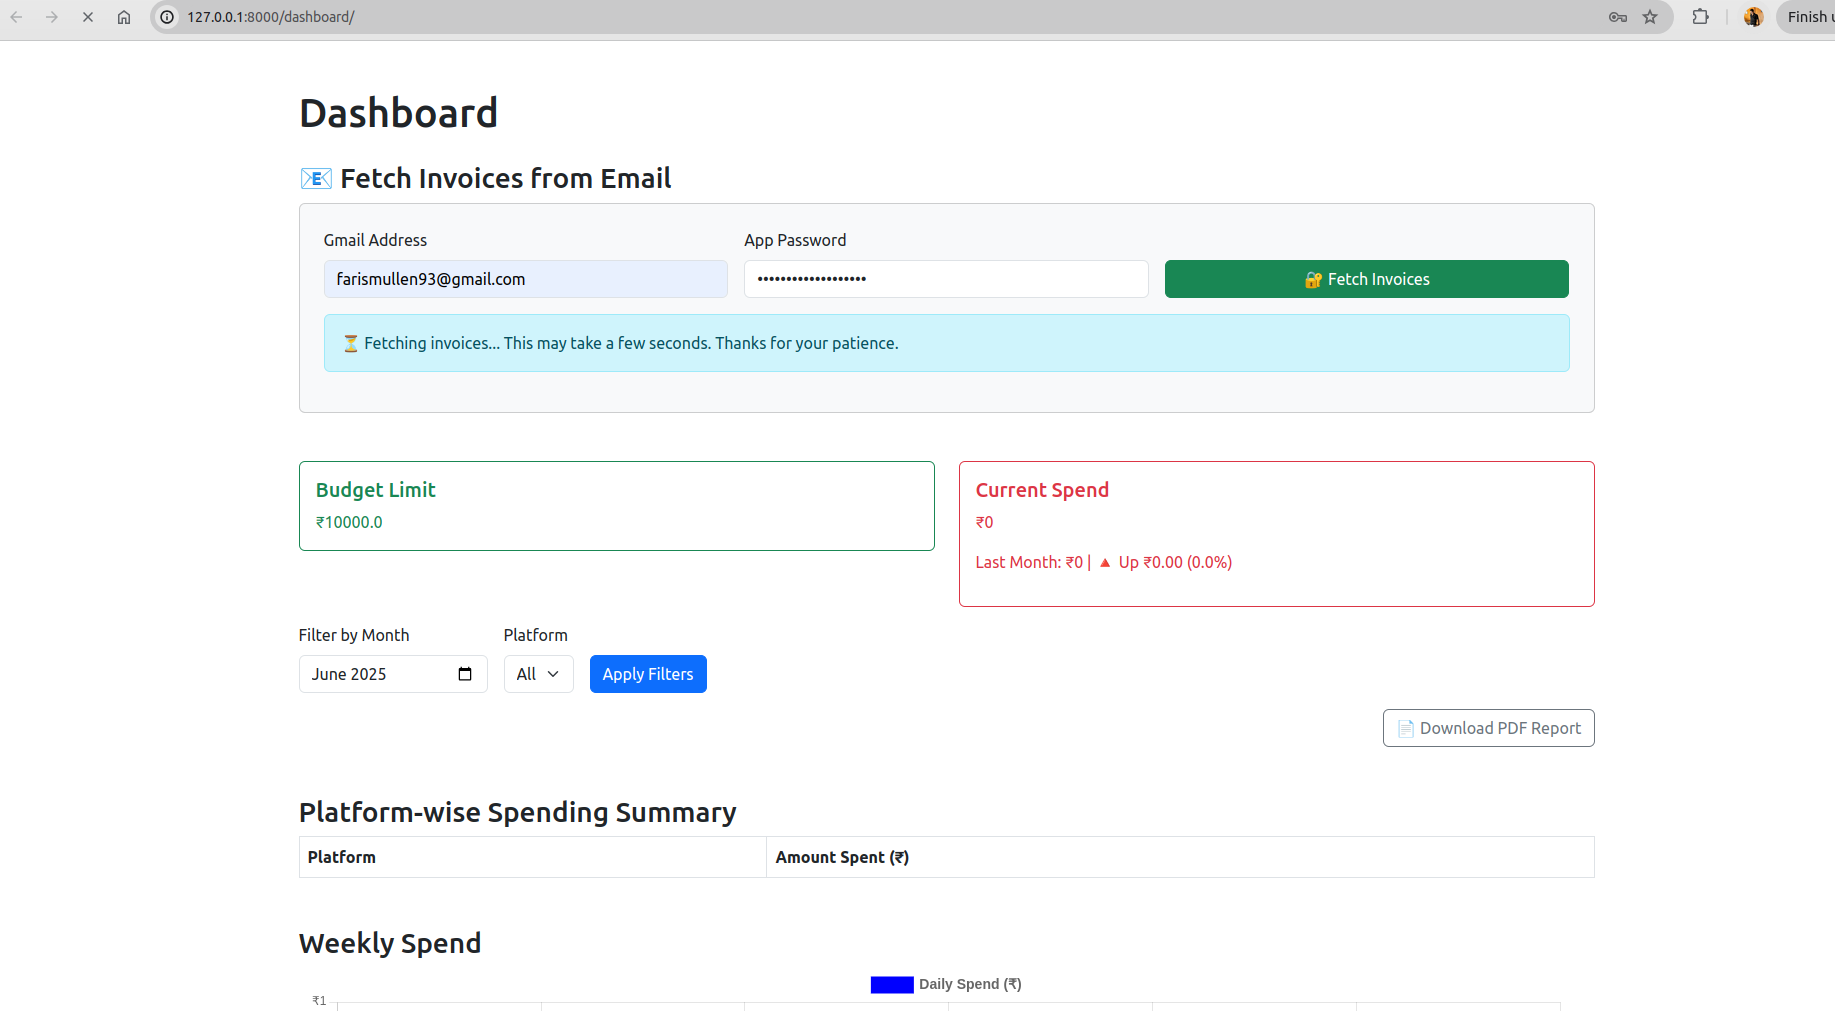 127.0.0.1:8000/dashboard/
Finish u
Dashboard
📧 Fetch Invoices from Email
Gmail Address
App Password
farismullen93@gmail.com
•••••••••••••••••••
🔐 Fetch Invoices
⏳ Fetching invoices... This may take a few seconds. Thanks for your patience.
Budget Limit
₹10000.0
Current Spend
₹0
Last Month: ₹0 | 🔺 Up ₹0.00 (0.0%)
Filter by Month
Platform
June 2025
All
Apply Filters
📄 Download PDF Report
Platform-wise Spending Summary
Platform
Amount Spent (₹)
Weekly Spend
Daily Spend (₹)
₹1